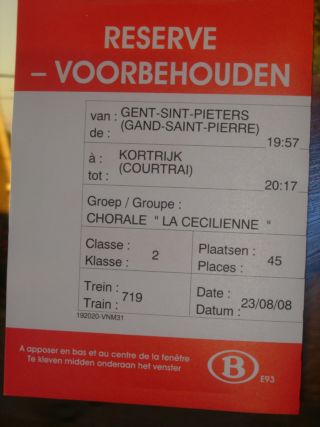 RESERVE
– VOORBEHOUDEN
van : GENT-SINT-PIETERS
de : (GAND-SAINT-PIERRE)
19:57
à : KORTRIJK
tot : (COURTRAI)
20:17
Groep / Groupe :
CHORALE " LA CECILIENNE "
Classe : Plaatsen :
Klasse : 2 Places : 45
Trein : Date :
Train : 719 Datum : 23/08/08
192020-VNM31
A apposer en bas et au centre de la fenêtre
Te kleven midden onderaan het venster
B
E93